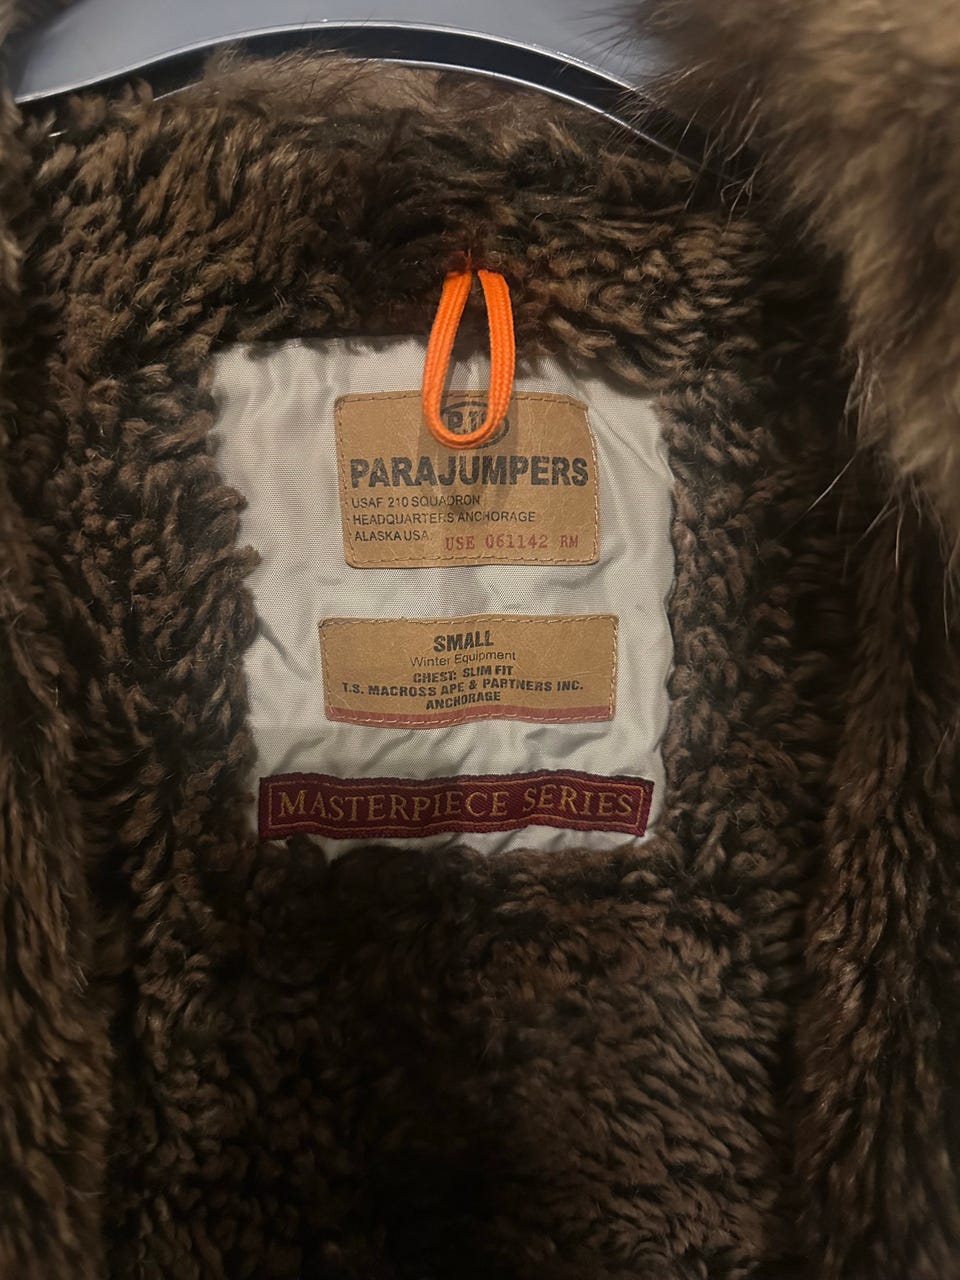 PARAJUMPERS
USAF 210 SQUADRON
HEADQUARTERS ANCHORAGE
ALASKA USA. USE 061142 RM
SMALL
Winter Equipment
CHEST: SLIM FIT
T.S. MACROSS APE & PARTNERS INC.
ANCHORAGE
MASTERPIECE SERIES